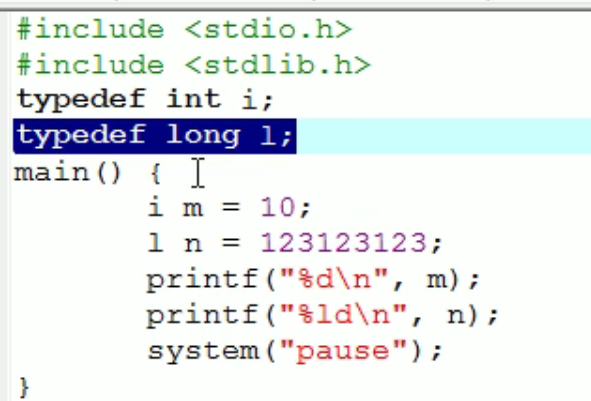 #include <stdio.h>
#include <stdlib.h>
typedef int i;
typedef long l;
main() {
i m = 10;
l n = 123123123;
printf("%d\n", m);
printf("%ld\n", n);
system("pause");
}